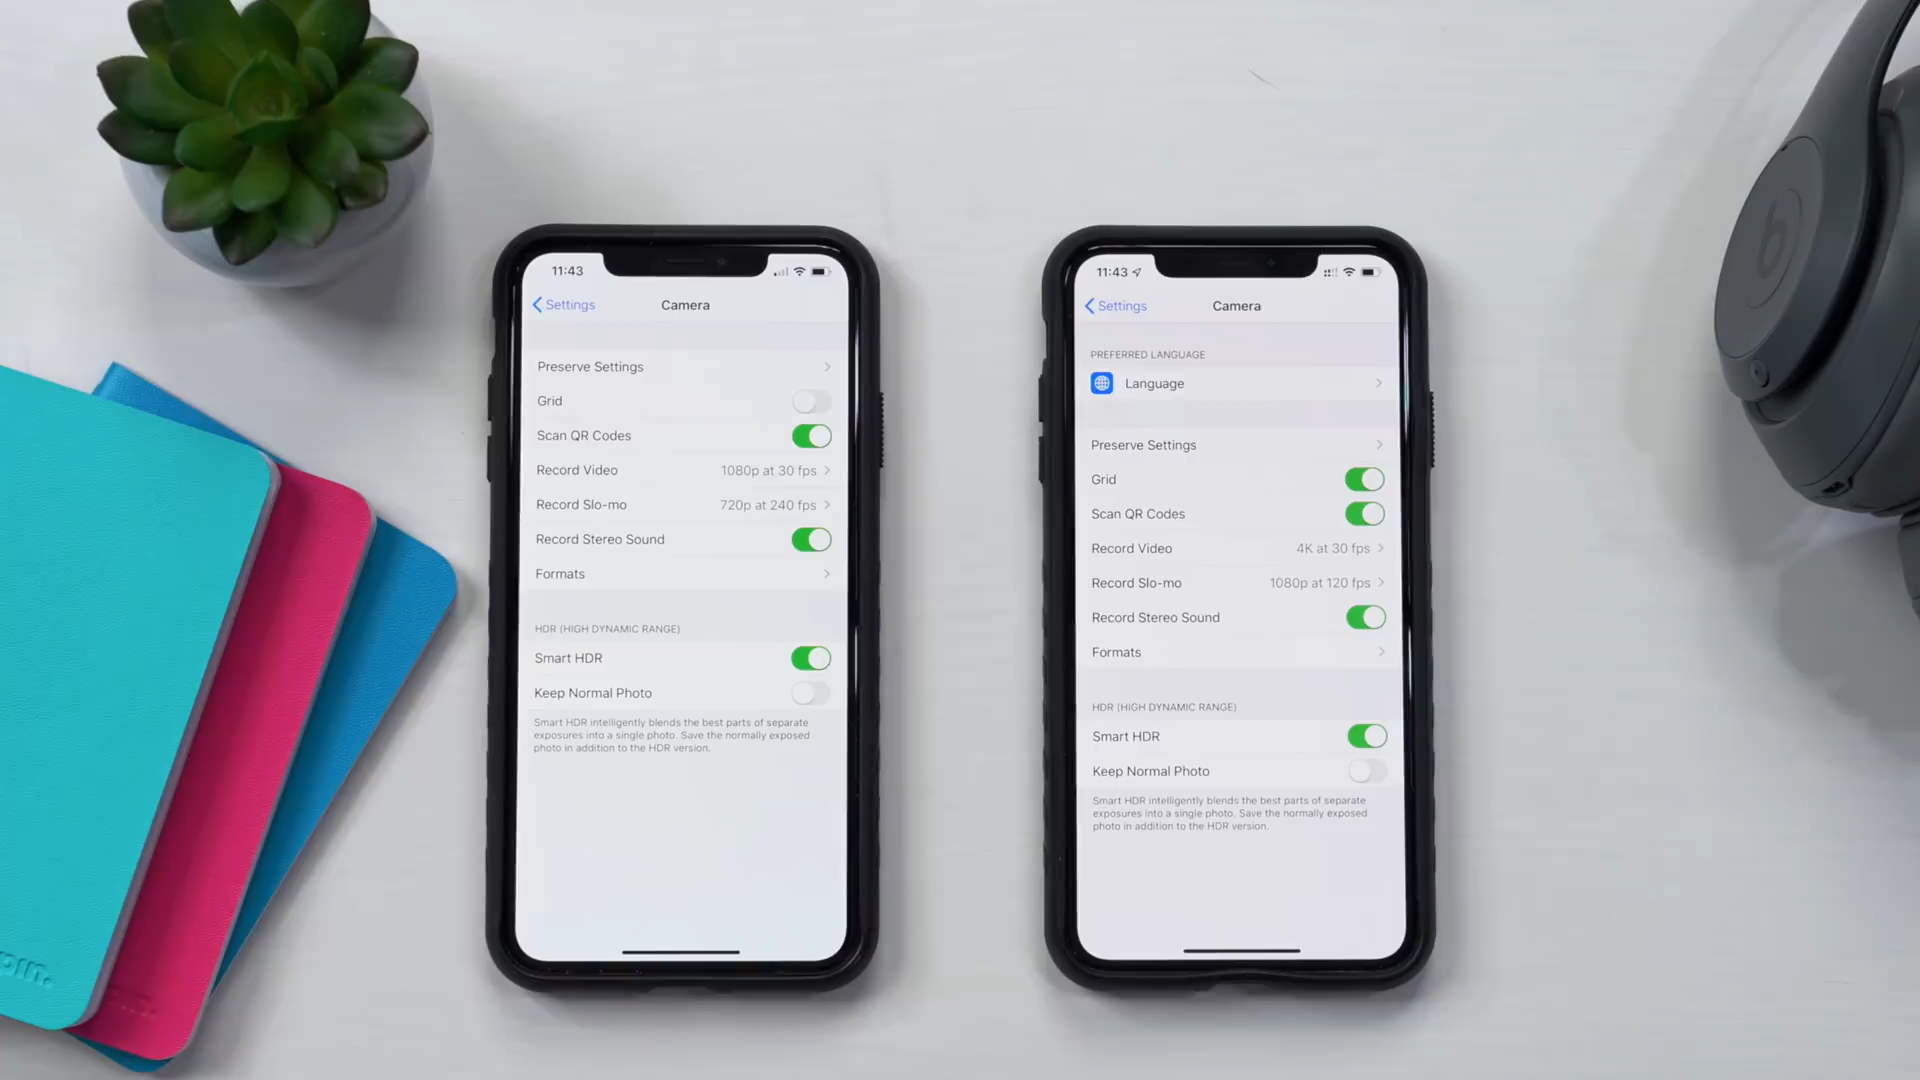 11:43
Settings
Camera
Preserve Settings
Grid
Scan QR Codes
Record Video 1080p at 30 fps
Record Slo-mo 720p at 240 fps
Record Stereo Sound
Formats
HDR (HIGH DYNAMIC RANGE)
Smart HDR
Keep Normal Photo
Smart HDR intelligently blends the best parts of separate
exposures into a single photo. Save the normally exposed
photo in addition to the HDR version.
11:43
Settings
Camera
PREFERRED LANGUAGE
Language
Preserve Settings
Grid
Scan QR Codes
Record Video 4K at 30 fps
Record Slo-mo 1080p at 120 fps
Record Stereo Sound
Formats
HDR (HIGH DYNAMIC RANGE)
Smart HDR
Keep Normal Photo
Smart HDR intelligently blends the best parts of separate
exposures into a single photo. Save the normally exposed
photo in addition to the HDR version.
b